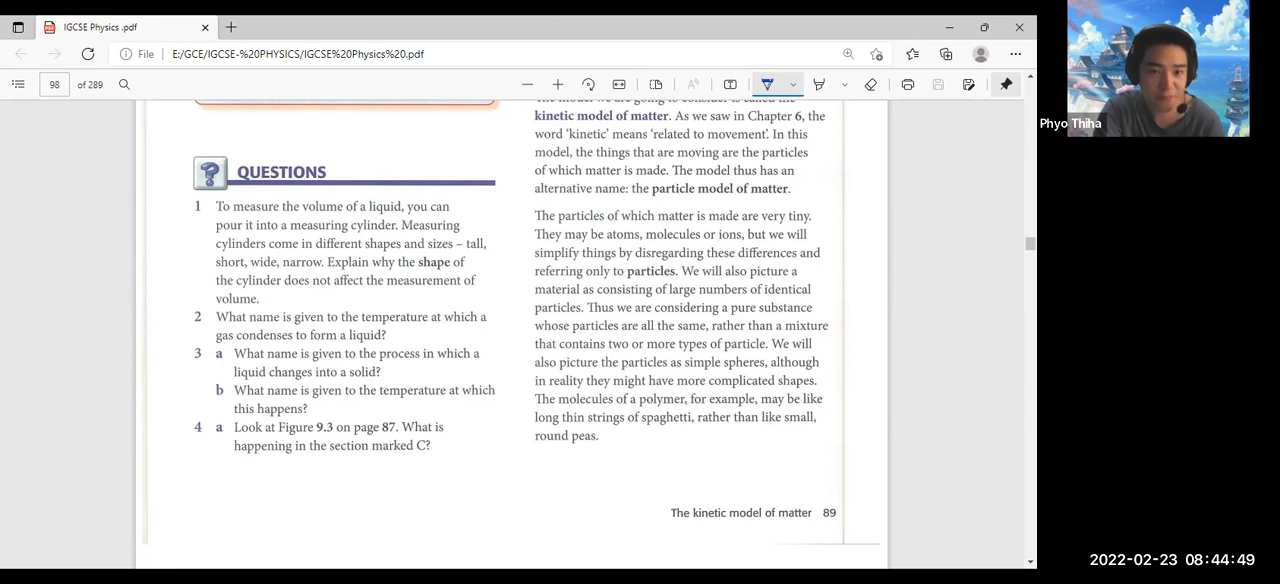 IGCSE Physics .pdf
File
E:/GCE/IGCSE-%20PHYSICS/IGCSE%20Physics%20.pdf
98
of 289
Phyo Thiha
QUESTIONS
1 To measure the volume of a liquid, you can
pour it into a measuring cylinder. Measuring
cylinders come in different shapes and sizes – tall,
short, wide, narrow. Explain why the shape of
the cylinder does not affect the measurement of
volume.
2 What name is given to the temperature at which a
gas condenses to form a liquid?
3 a What name is given to the process in which a
liquid changes into a solid?
b What name is given to the temperature at which
this happens?
4 a Look at Figure 9.3 on page 87. What is
happening in the section marked C?
The model we are going to consider is called the
kinetic model of matter. As we saw in Chapter 6, the
word ‘kinetic’ means ‘related to movement’. In this
model, the things that are moving are the particles
of which matter is made. The model thus has an
alternative name: the particle model of matter.
The particles of which matter is made are very tiny.
They may be atoms, molecules or ions, but we will
simplify things by disregarding these differences and
referring only to particles. We will also picture a
material as consisting of large numbers of identical
particles. Thus we are considering a pure substance
whose particles are all the same, rather than a mixture
that contains two or more types of particle. We will
also picture the particles as simple spheres, although
in reality they might have more complicated shapes.
The molecules of a polymer, for example, may be like
long thin strings of spaghetti, rather than like small,
round peas.
The kinetic model of matter 89
2022-02-23 08:44:49